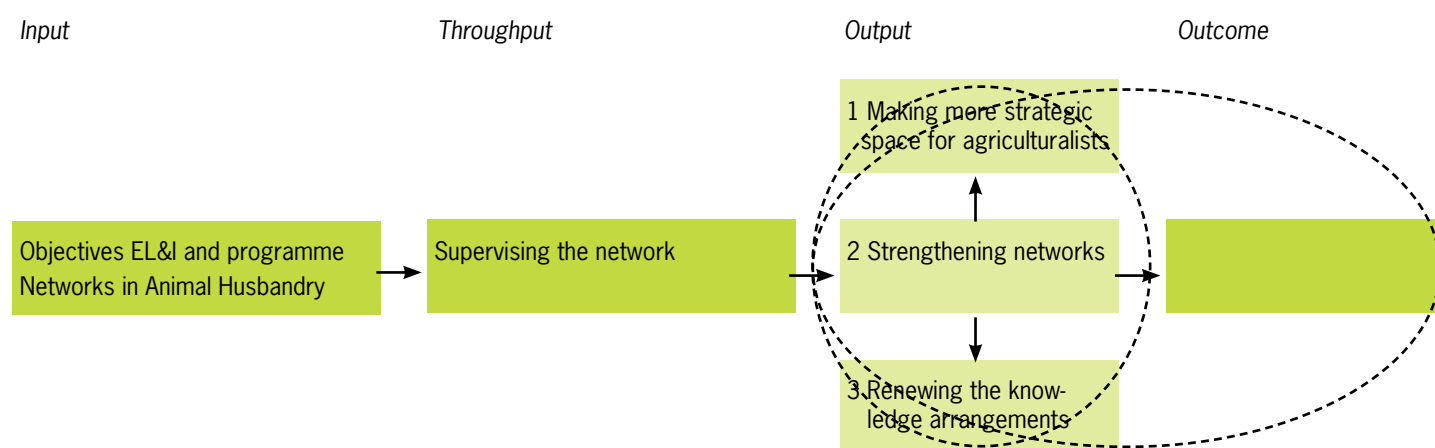 Input
Throughput
Output
Outcome
1 Making more strategic
space for agriculturalists
Objectives EL&I and programme
Networks in Animal Husbandry
Supervising the network
2 Strengthening networks
3 Renewing the know-
ledge arrangements